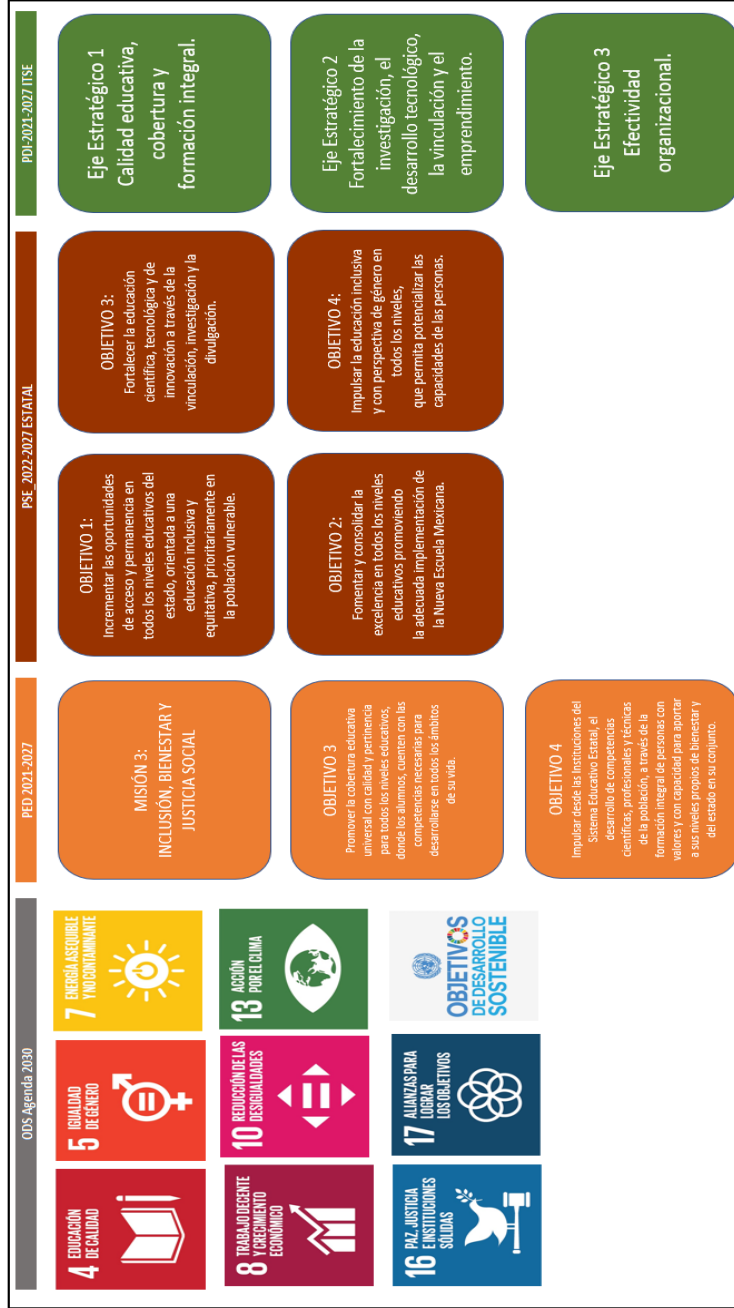 ODS Agenda 2030
4 EDUCACIÓN
DE CALIDAD
5 IGUALDAD
DE GÉNERO
7 ENERGÍA ASEQUIBLE
Y NO CONTAMINANTE
8 TRABAJO DECENTE
Y CRECIMIENTO
ECONÓMICO
10 REDUCCIÓN DE LAS
DESIGUALDADES
13 ACCIÓN
POR EL CLIMA
16 PAZ, JUSTICIA
E INSTITUCIONES
SÓLIDAS
17 ALIANZAS PARA
LOGRAR
LOS OBJETIVOS
OBJETIVOS
DE DESARROLLO
SOSTENIBLE
PED 2021-2027
MISIÓN 3:
INCLUSIÓN, BIENESTAR Y
JUSTICIA SOCIAL
OBJETIVO 3
Promover la cobertura educativa
universal con calidad y pertinencia
para todos los niveles educativos,
donde los alumnos, cuenten con las
competencias necesarias para
desarrollarse en todos los ámbitos
de su vida.
OBJETIVO 4
Impulsar desde las Instituciones del
Sistema Educativo Estatal, el
desarrollo de competencias
científicas, profesionales y técnicas
de la población, a través de la
formación integral de personas con
valores y con capacidad para aportar
a sus niveles propios de bienestar y
del estado en su conjunto.
PSE_2022-2027 ESTATAL
OBJETIVO 1:
Incrementar las oportunidades
de acceso y permanencia en
todos los niveles educativos del
estado, orientada a una
educación inclusiva y
equitativa, prioritariamente en
la población vulnerable.
OBJETIVO 3:
Fortalecer la educación
científica, tecnológica y de
innovación a través de la
vinculación, investigación y la
divulgación.
OBJETIVO 2:
Fomentar y consolidar la
excelencia en todos los niveles
educativos promoviendo
la adecuada implementación de
la Nueva Escuela Mexicana.
OBJETIVO 4:
Impulsar la educación inclusiva
y con perspectiva de género en
todos los niveles,
que permita potencializar las
capacidades de las personas.
PDI-2021-2027 ITSE
Eje Estratégico 1
Calidad educativa,
cobertura y
formación integral.
Eje Estratégico 2
Fortalecimiento de la
investigación, el
desarrollo tecnológico,
la vinculación y el
emprendimiento.
Eje Estratégico 3
Efectividad
organizacional.